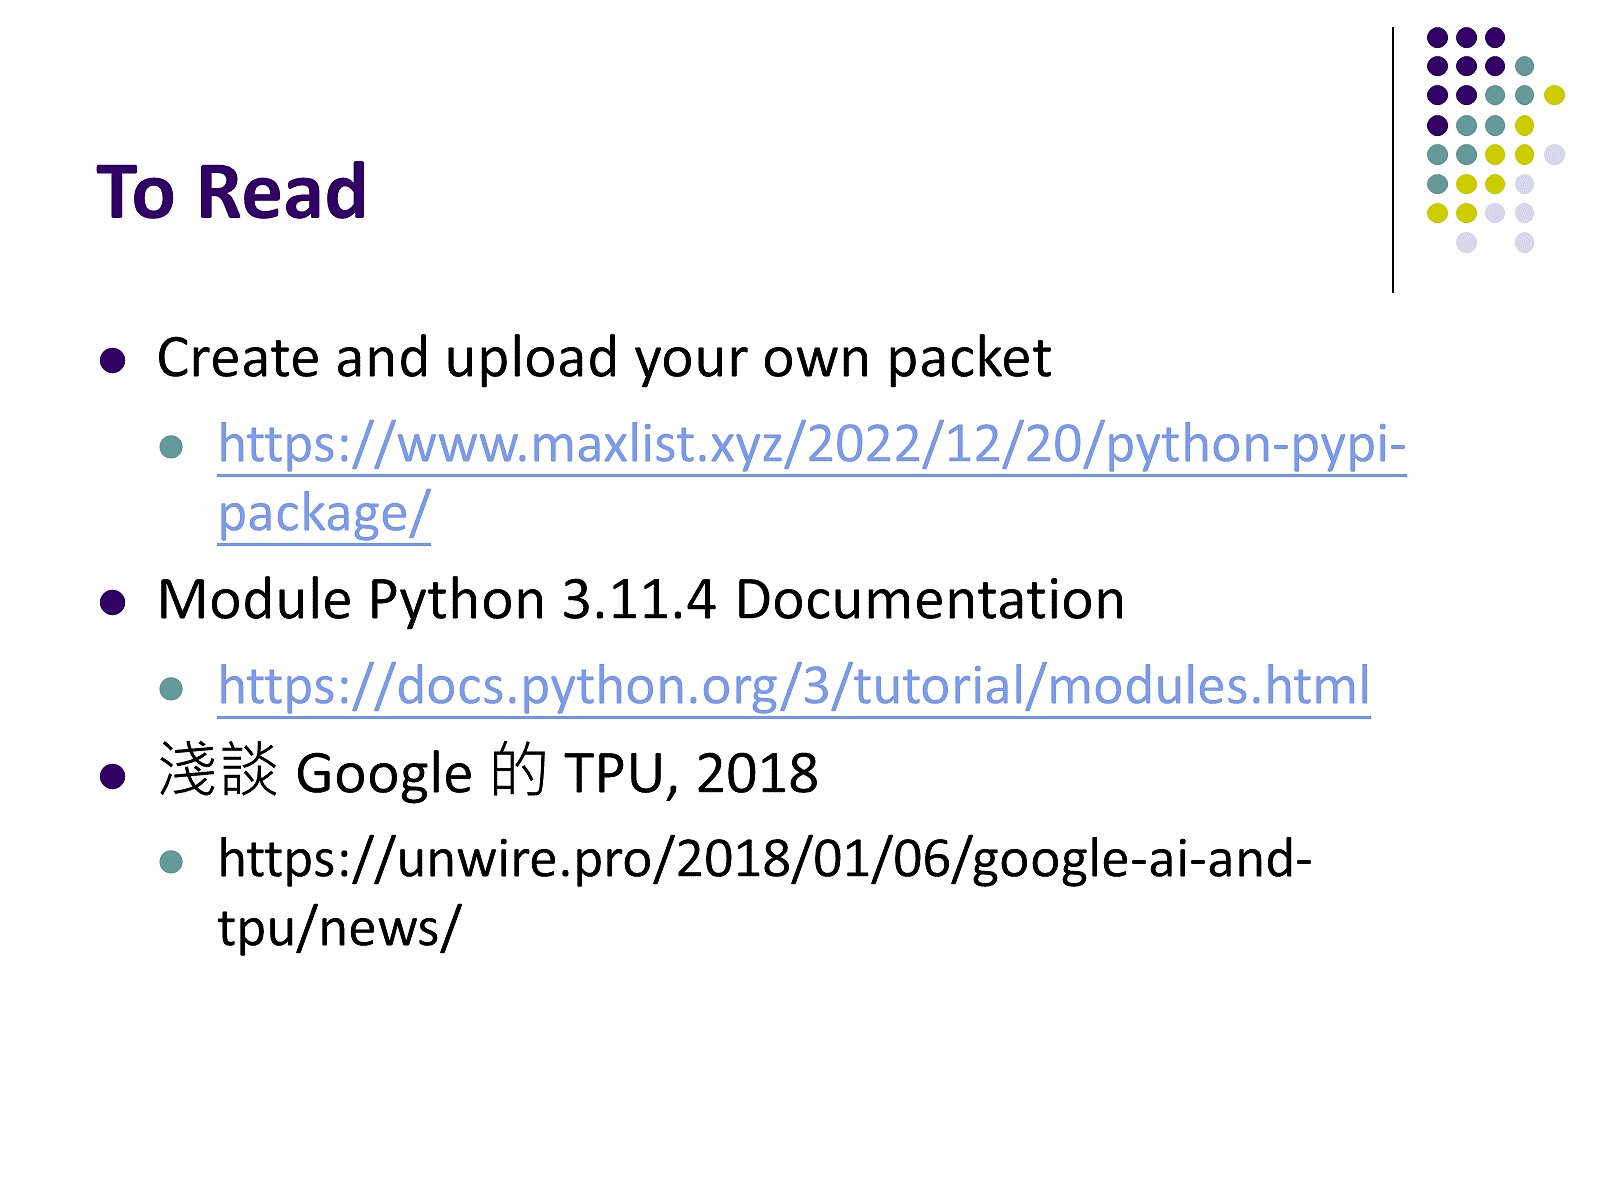 To Read
Create and upload your own packet
https://www.maxlist.xyz/2022/12/20/python-pypi-
package/
Module Python 3.11.4 Documentation
https://docs.python.org/3/tutorial/modules.html
淺談 Google 的 TPU, 2018
https://unwire.pro/2018/01/06/google-ai-and-
tpu/news/